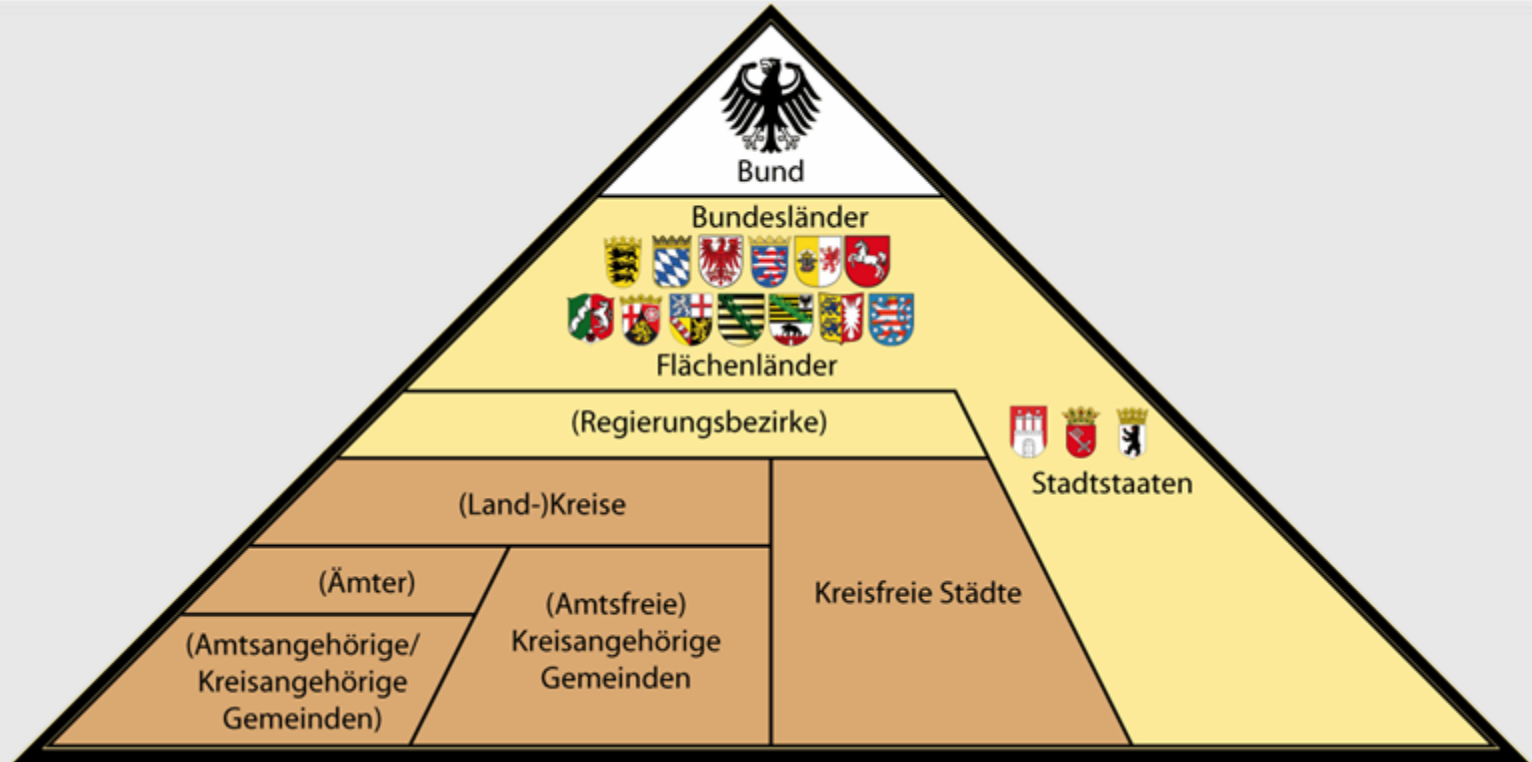 Bund
Bundesländer
Flächenländer
(Regierungsbezirke)
Stadtstaaten
(Land-)Kreise
(Ämter)
(Amtsangehörige/
Kreisangehörige
Gemeinden)
(Amtsfreie)
Kreisangehörige
Gemeinden
Kreisfreie Städte